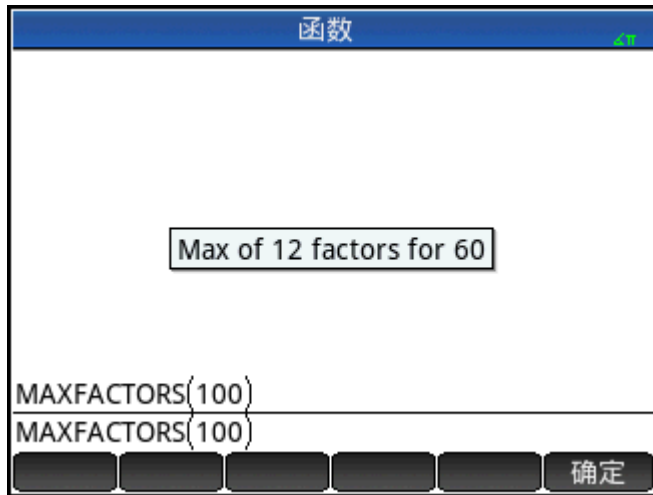 函数
∡π
Max of 12 factors for 60
MAXFACTORS(100)
MAXFACTORS(100)
确定